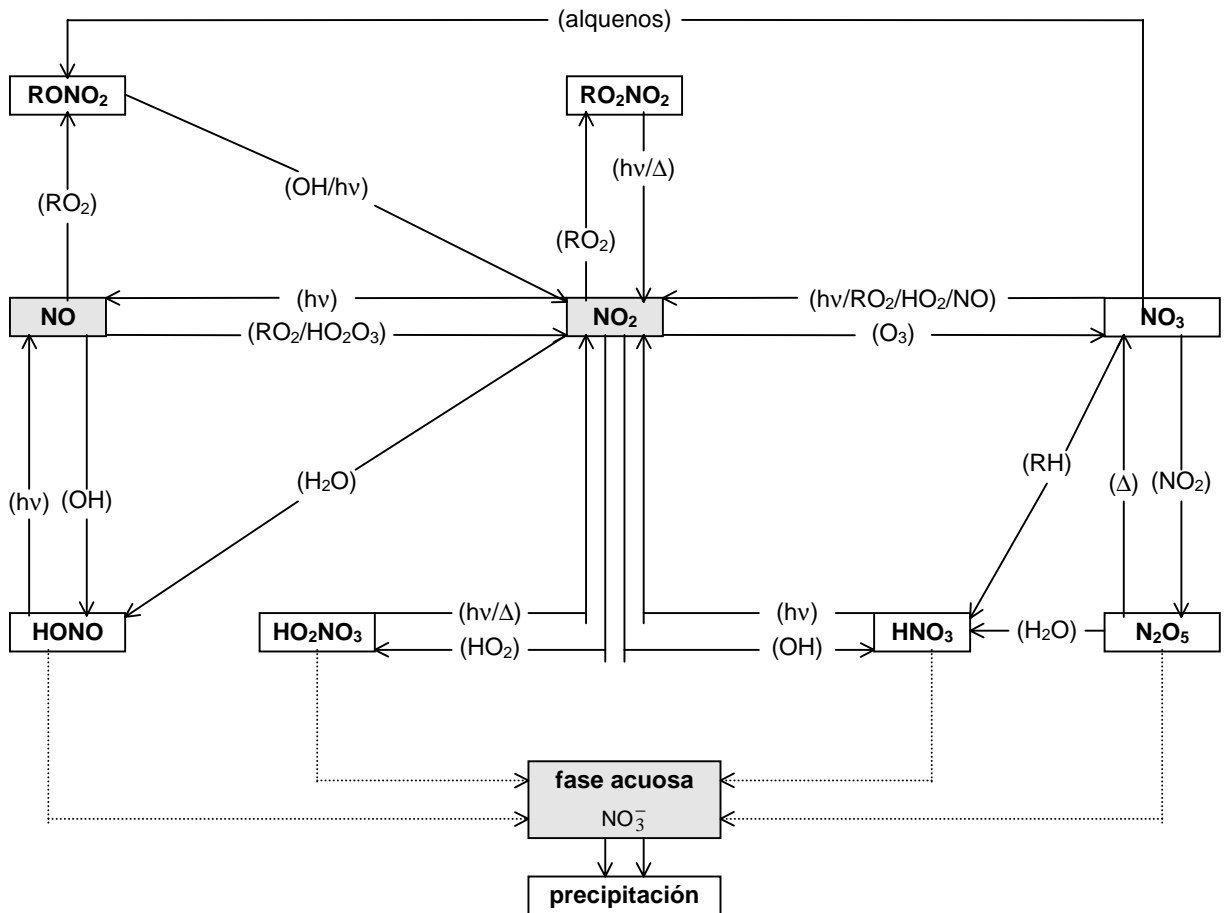 (alquenos)
RONO₂
RO₂NO₂
(hν/Δ)
(OH/hν)
(RO₂)
(RO₂)
(hν)
(hν/RO₂/HO₂/NO)
NO
NO₂
NO₃
(RO₂/HO₂O₃)
(O₃)
(RH)
(H₂O)
(hν)
(OH)
(Δ)
(NO₂)
(hν/Δ)
(hν)
HONO
HO₂NO₃
HNO₃
(H₂O)
N₂O₅
(HO₂)
(OH)
fase acuosa
NO₃⁻
precipitación